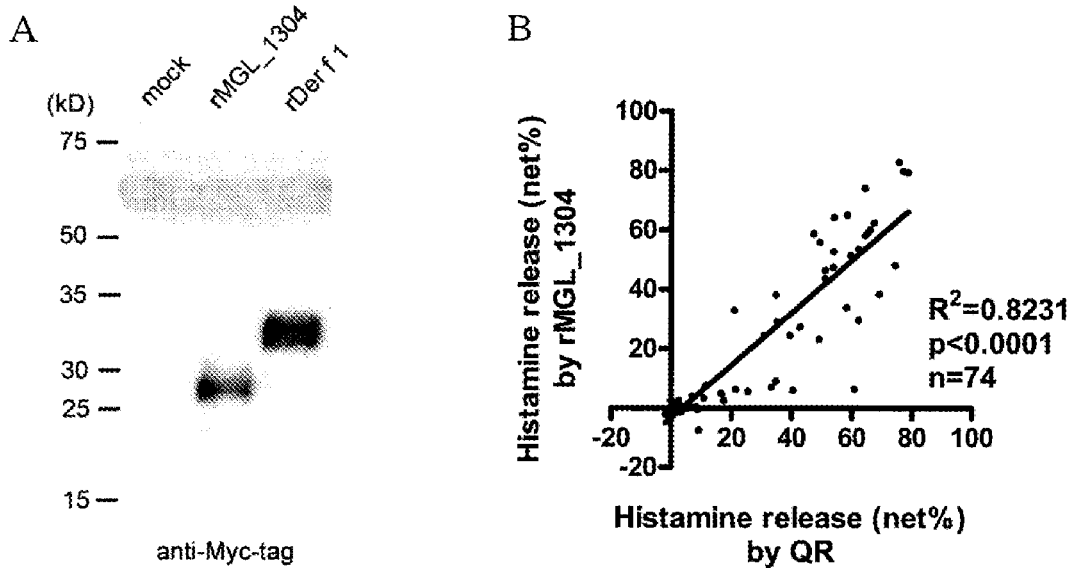 A
mock
rMGL_1304
rDer f 1
(kD)
75
50
35
30
25
15
anti-Myc-tag
B
Histamine release (net%)
by rMGL_1304
100
80
60
40
20
-20
-20
20
40
60
80
100
R²=0.8231
p<0.0001
n=74
Histamine release (net%)
by QR